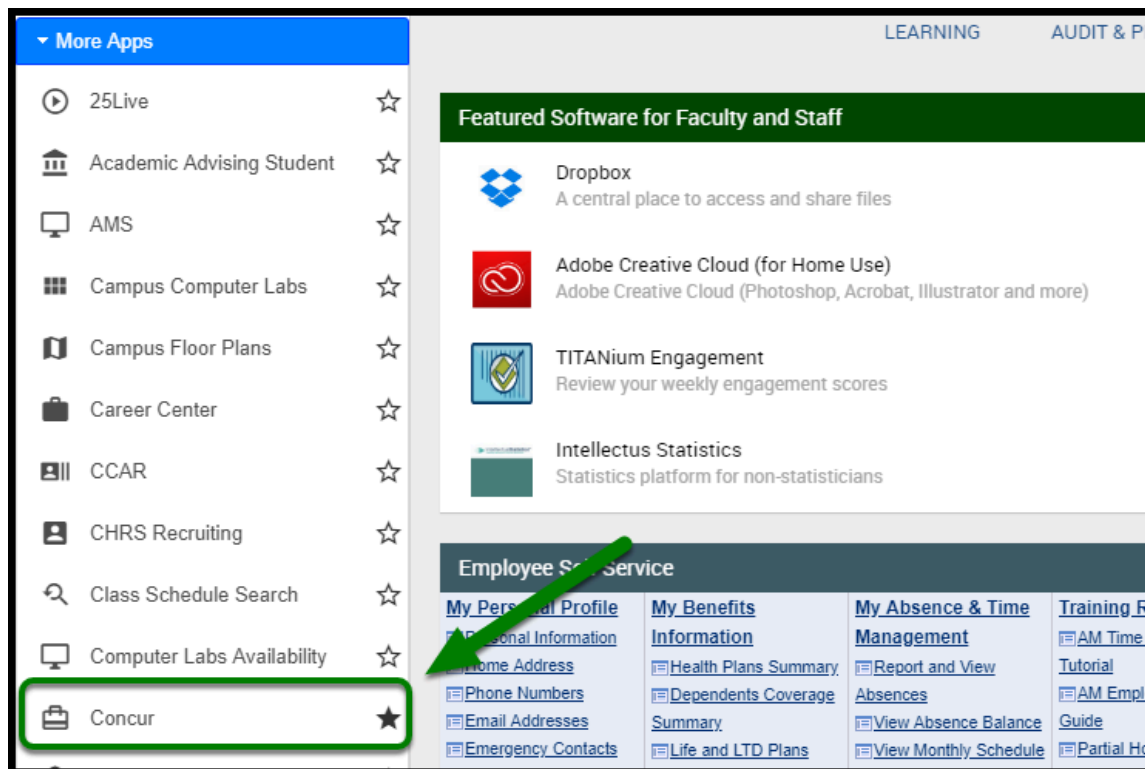 More Apps
25Live
Academic Advising Student
AMS
Campus Computer Labs
Campus Floor Plans
Career Center
CCAR
CHRS Recruiting
Class Schedule Search
Computer Labs Availability
Concur
LEARNING AUDIT &
Featured Software for Faculty and Staff
Dropbox
A central place to access and share files
Adobe Creative Cloud (for Home Use)
Adobe Creative Cloud (Photoshop, Acrobat, Illustrator and more)
TITANium Engagement
Review your weekly engagement scores
Intellectus Statistics
Statistics platform for non-statisticians
Employee Service
My Profile
Information
Home Address
Phone Numbers
Email Addresses
Emergency Contacts
My Benefits
Information
Health Plans Summary
Dependents Coverage
Summary
Life and LTD Plans
My Absence & Time
Management
Report and View
Absences
View Absence Balance
View Monthly Schedule
Training
AM Time
Tutorial
AM
Guide
Partial